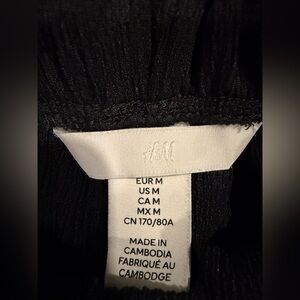 H&M
EUR M
US M
CA M
MX M
CN 170/80A
MADE IN
CAMBODIA
FABRIQUÉ AU
CAMBODGE